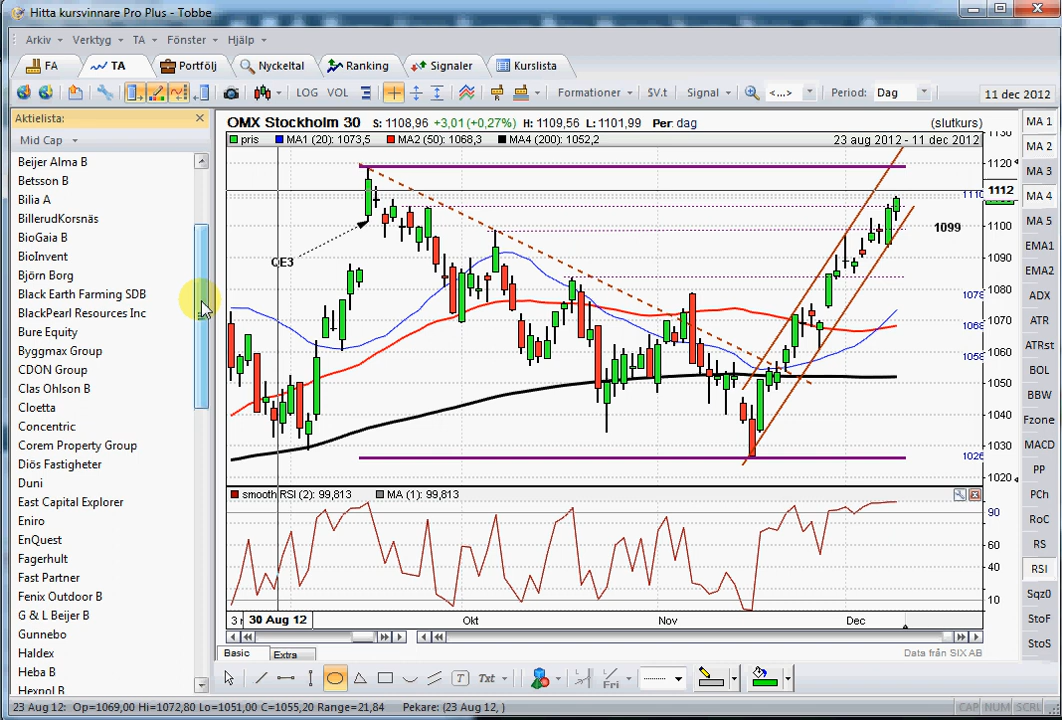 Hitta kursvinnare Pro Plus - Tobbe
Arkiv Verktyg TA Fönster Hjälp
FA TA Portfölj Nyckeltal Ranking Signaler Kurslista
LOG VOL Formationer SV.t Signal <...> Period: Dag 11 dec 2012
Aktielista:
Mid Cap
Beijer Alma B
Betsson B
Bilia A
BillerudKorsnäs
BioGaia B
BioInvent
Björn Borg
Black Earth Farming SDB
BlackPearl Resources Inc
Bure Equity
Byggmax Group
CDON Group
Clas Ohlson B
Cloetta
Concentric
Corem Property Group
Diös Fastigheter
Duni
East Capital Explorer
Eniro
EnQuest
Fagerhult
Fast Partner
Fenix Outdoor B
G & L Beijer B
Gunnebo
Haldex
Heba B
Hexpol B
OMX Stockholm 30 S: 1108,96 +3,01 (+0,27%) H: 1109,56 L: 1101,99 Per: dag (slutkurs)
pris MA1 (20): 1073,5 MA2 (50): 1068,3 MA4 (200): 1052,2 23 aug 2012 - 11 dec 2012
1130
1120
1112
1100
1099
1090
1080
1070
1060
1050
1040
1030
1020
CE3
smooth RSI (2): 99,813 MA (1): 99,813
90
60
40
10
30 Aug 12 Okt Nov Dec
Basic Extra
Data från SIX AB
T Txt Fri
MA 1
MA 2
MA 3
MA 4
MA 5
EMA1
EMA2
ADX
ATR
ATRst
BOL
BBW
Fzone
MACD
PP
PCh
RoC
RS
RSI
Sqz0
StoF
StoS
23 Aug 12: Op=1069,00 Hi=1072,80 Lo=1051,00 C=1055,20 Range=21,84 Pekare: (23 Aug 12, )
CAP NUM SCRL